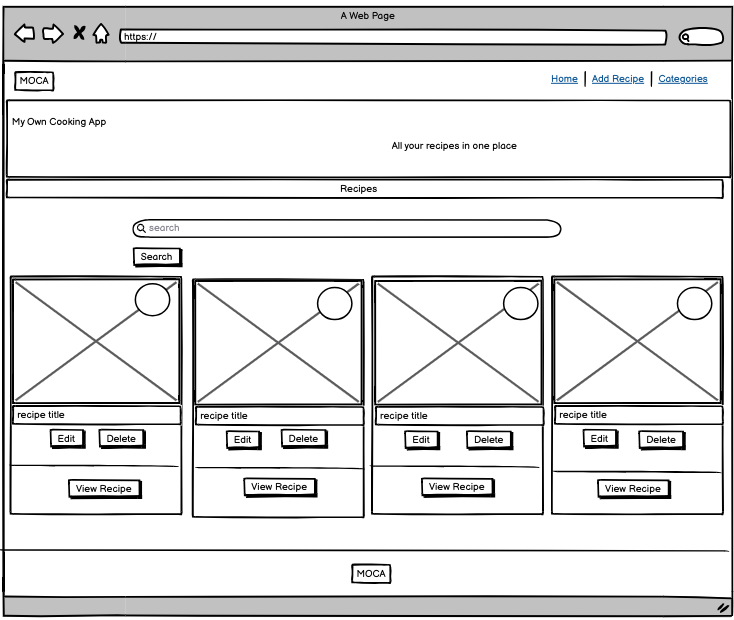 A Web Page
https://
MOCA
Home Add Recipe Categories
My Own Cooking App
All your recipes in one place
Recipes
search
Search
recipe title recipe title recipe title recipe title
Edit Delete Edit Delete Edit Delete Edit Delete
View Recipe View Recipe View Recipe View Recipe
MOCA